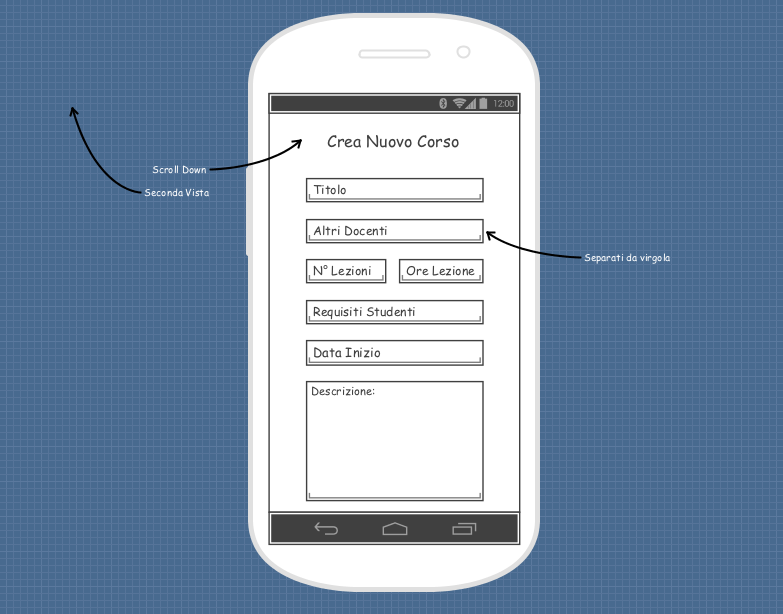 12:00
Crea Nuovo Corso
Scroll Down
Seconda Vista
Titolo
Altri Docenti
Separati da virgola
N° Lezioni
Ore Lezione
Requisiti Studenti
Data Inizio
Descrizione: